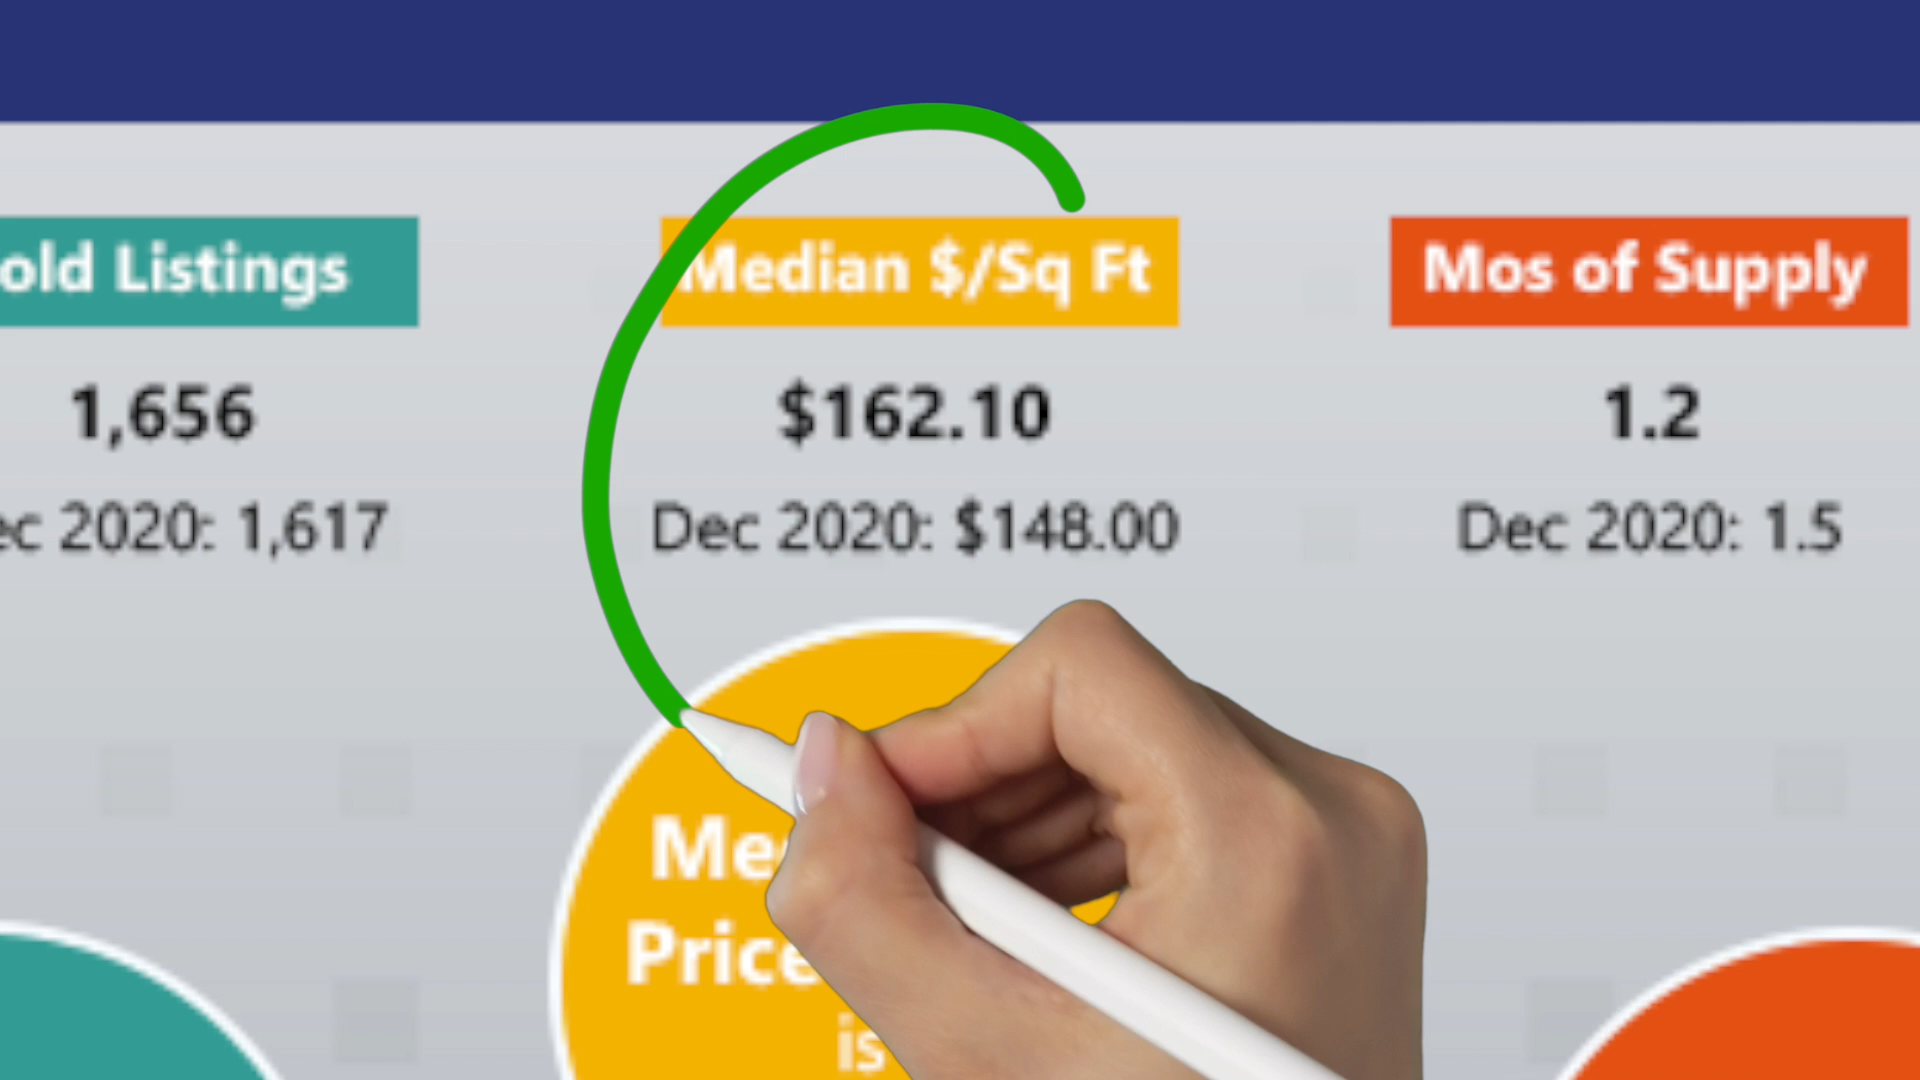 old Listings
Median $/Sq Ft
Mos of Supply
1,656
$162.10
1.2
ec 2020: 1,617
Dec 2020: $148.00
Dec 2020: 1.5
Me
Price
is